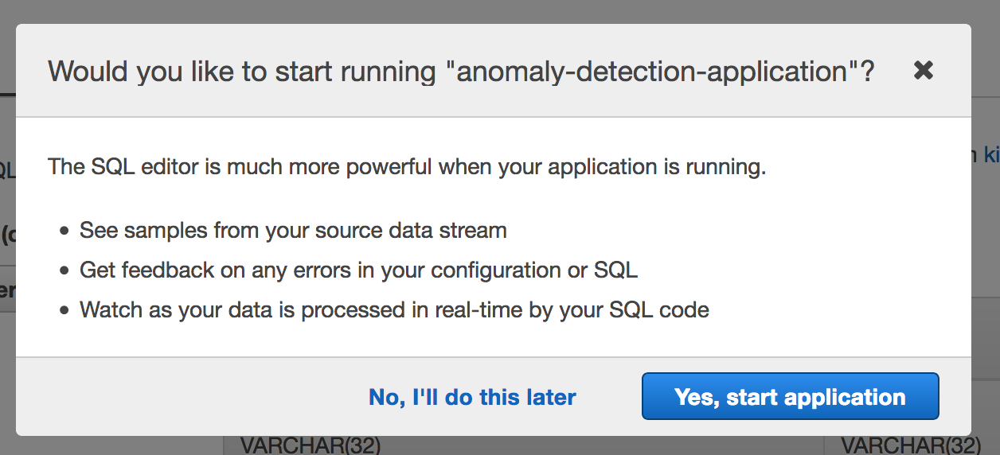 Would you like to start running "anomaly-detection-application"? ✖
The SQL editor is much more powerful when your application is running.
• See samples from your source data stream
• Get feedback on any errors in your configuration or SQL
• Watch as your data is processed in real-time by your SQL code
No, I'll do this later Yes, start application
VARCHAR(32) VARCHAR(32)